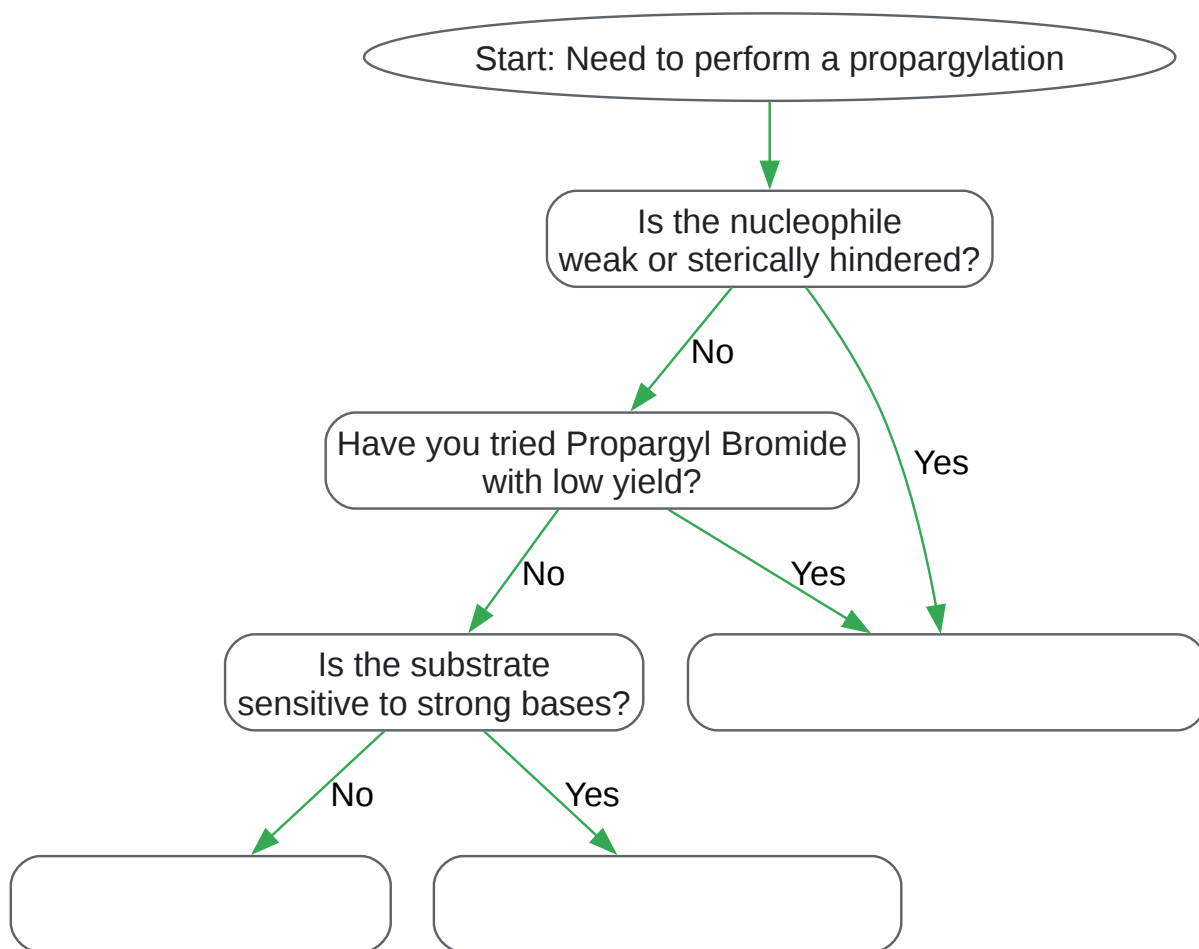 Start: Need to perform a propargylation
Is the nucleophile
weak or sterically hindered?
No
Yes
Have you tried Propargyl Bromide
with low yield?
No
Yes
Is the substrate
sensitive to strong bases?
No
Yes